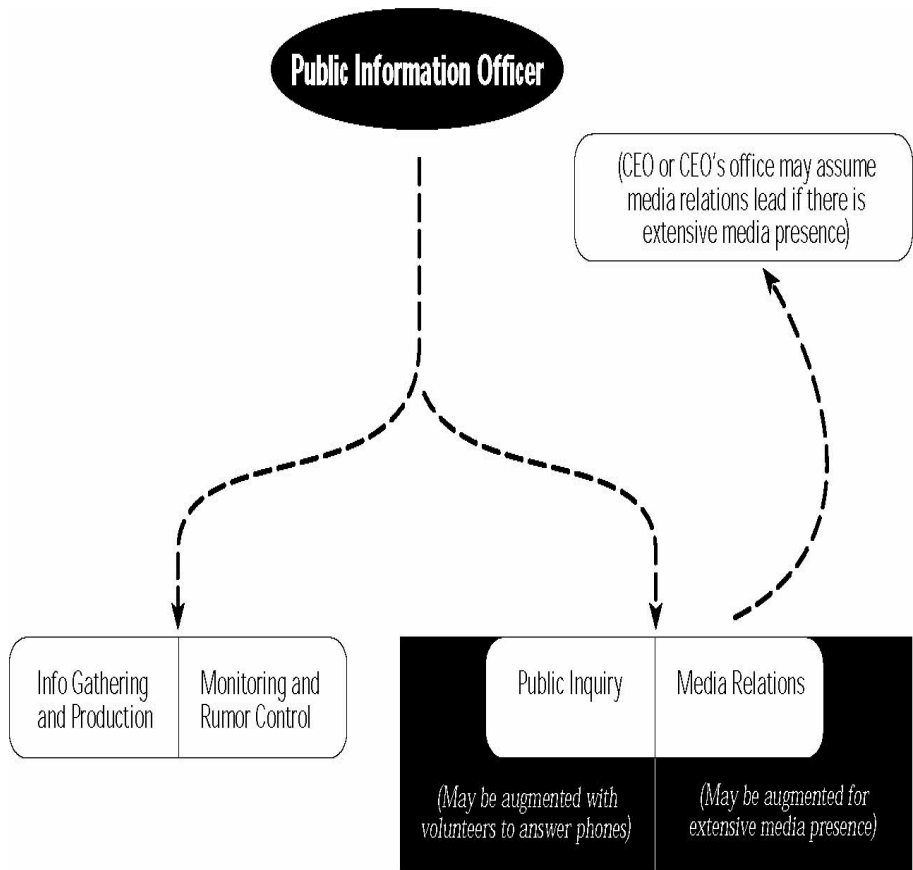 Public Information Officer
(CEO or CEO's office may assume
media relations lead if there is
extensive media presence)
Info Gathering
and Production
Monitoring and
Rumor Control
Public Inquiry
Media Relations
(May be augmented with
volunteers to answer phones)
(May be augmented for
extensive media presence)